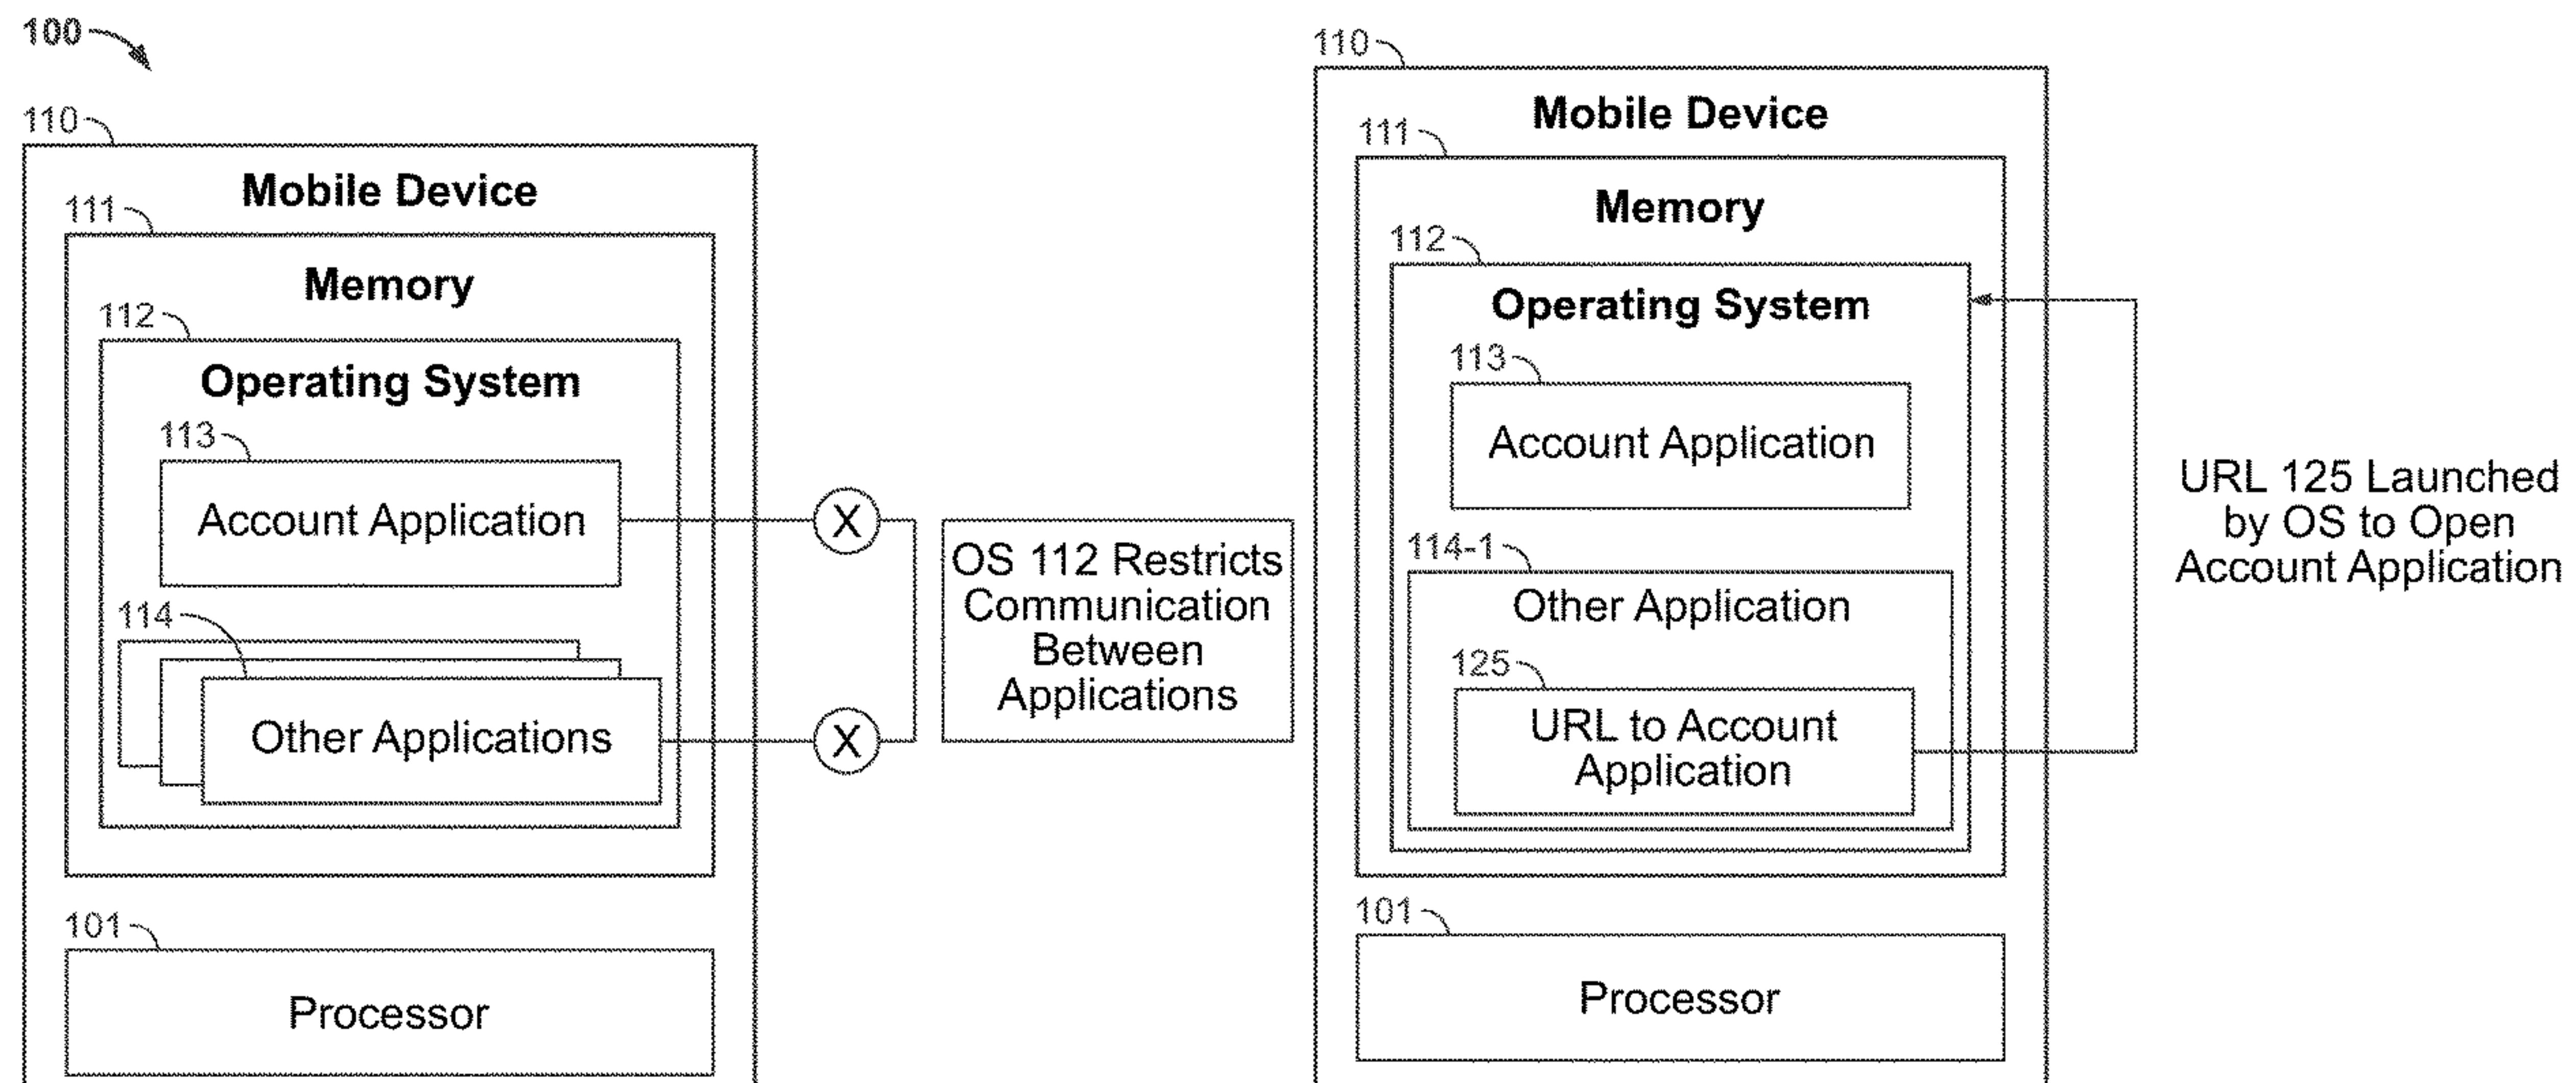 100
110
Mobile Device
111
Memory
112
Operating System
113
Account Application
114
Other Applications
101
Processor
X
X
OS 112 Restricts
Communication
Between
Applications
110
Mobile Device
111
Memory
112
Operating System
113
Account Application
114-1
Other Application
125
URL to Account
Application
101
Processor
URL 125 Launched
by OS to Open
Account Application